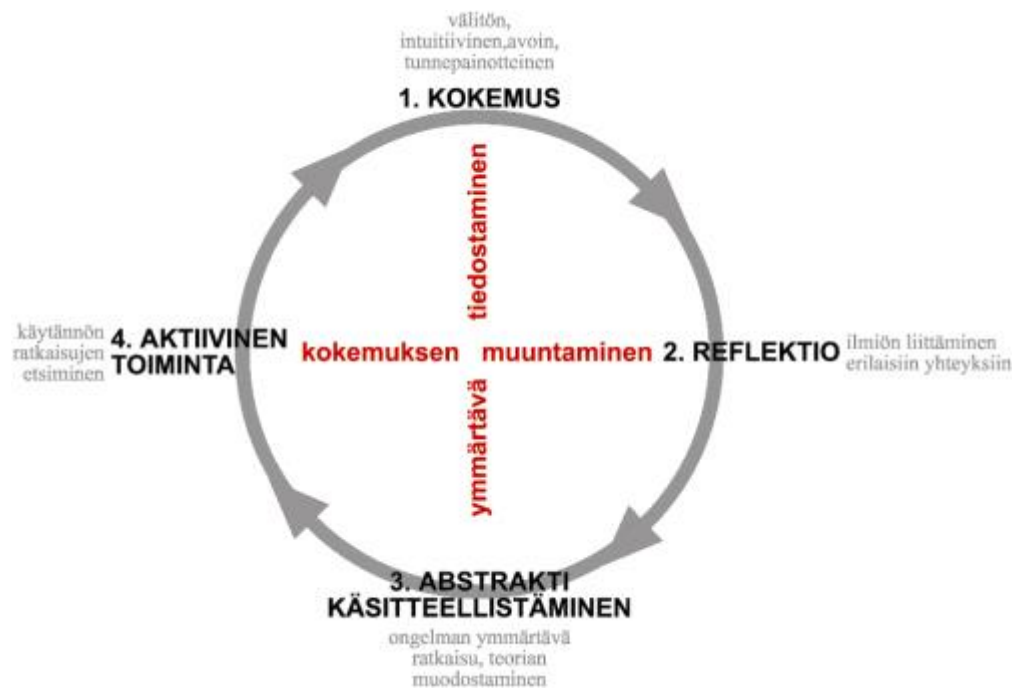 välitön,
intuitiivinen,avoin,
tunnepainotteinen
1. KOKEMUS
tiedostaminen
käytännön
ratkaisujen
etsiminen
4. AKTIIVINEN
TOIMINTA
kokemuksen muuntaminen
2. REFLEKTIO
ilmiön liittäminen
erilaisiin yhteyksiin
ymmärtävä
3. ABSTRAKTI
KÄSITTEELLISTÄMINEN
ongelman ymmärtävä
ratkaisu, teorian
muodostaminen